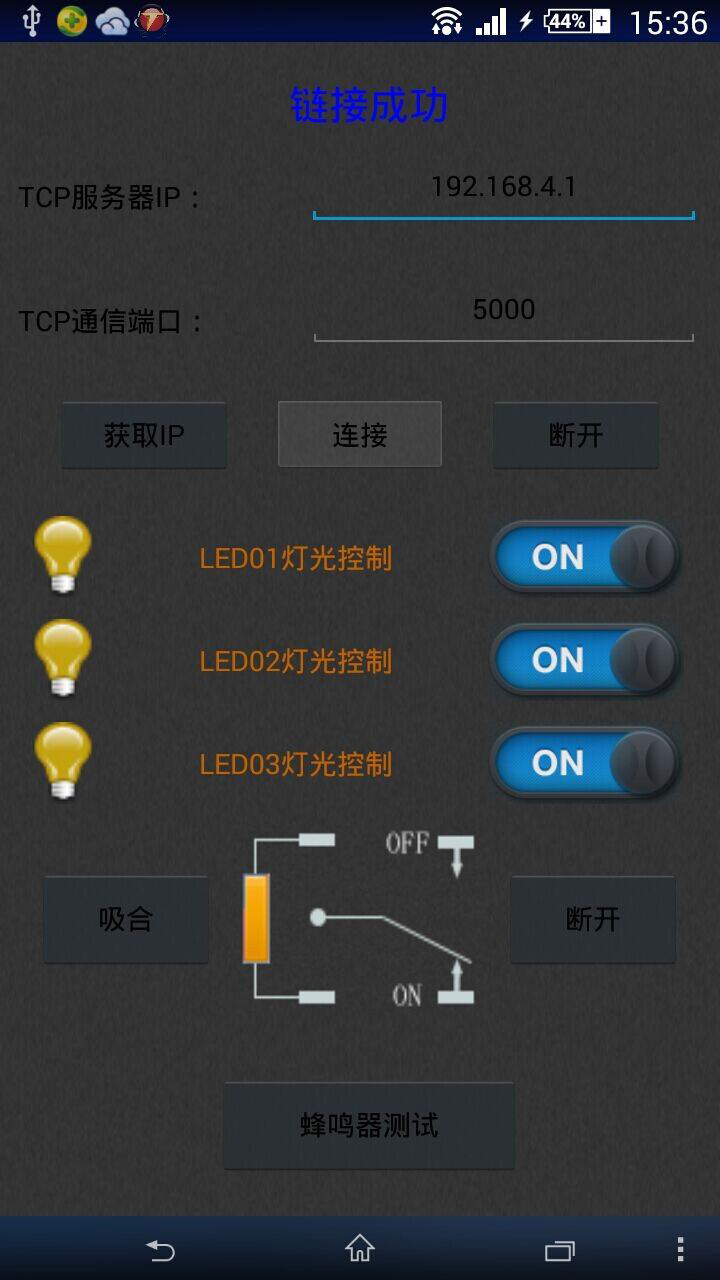 44% 15:36
链接成功
TCP服务器IP：
192.168.4.1
TCP通信端口：
5000
获取IP 连接 断开
LED01灯光控制 ON
LED02灯光控制 ON
LED03灯光控制 ON
OFF
吸合 断开
ON
蜂鸣器测试